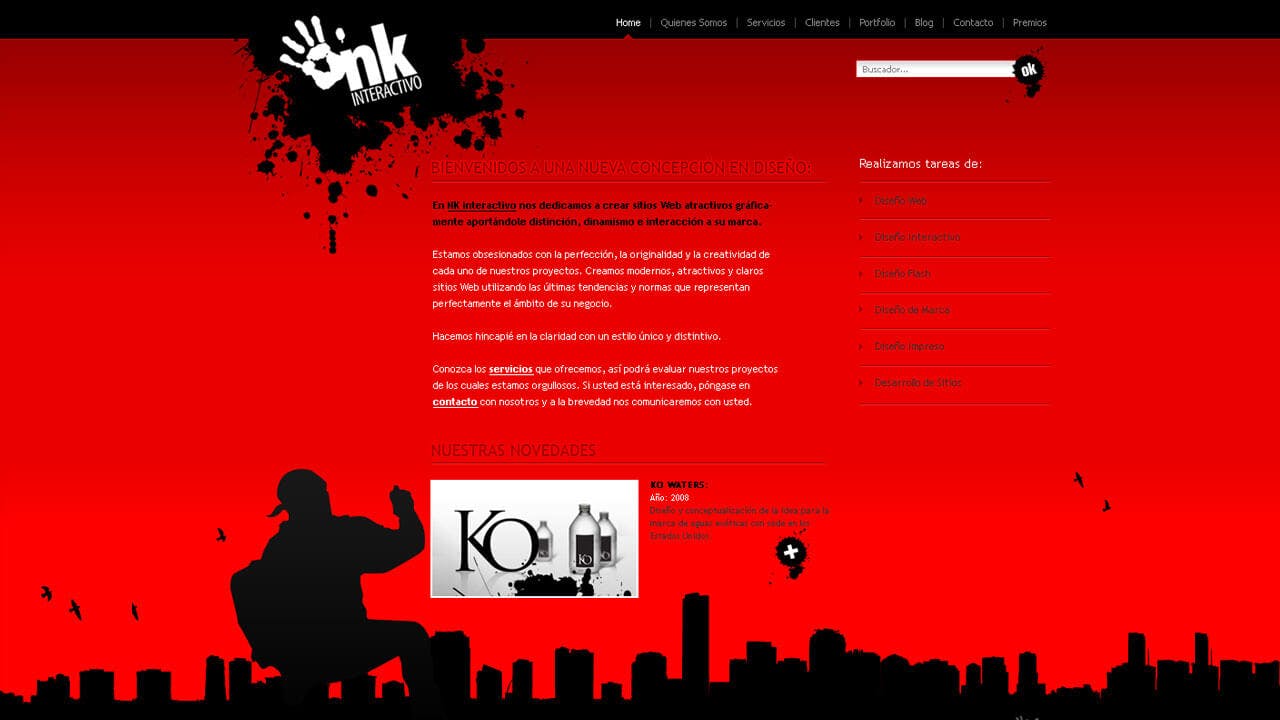 nk
INTERACTIVO
Home | Quienes Somos | Servicios | Clientes | Portfolio | Blog | Contacto | Premios
Buscador...
ok
BIENVENIDOS A UNA NUEVA CONCEPCIÓN EN DISEÑO:
En NK interactivo nos dedicamos a crear sitios Web atractivos gráfica-
mente aportándole distinción, dinamismo e interacción a su marca.
Estamos obsesionados con la perfección, la originalidad y la creatividad de
cada uno de nuestros proyectos. Creamos modernos, atractivos y claros
sitios Web utilizando las últimas tendencias y normas que representan
perfectamente el ámbito de su negocio.
Hacemos hincapié en la claridad con un estilo único y distintivo.
Conozca los servicios que ofrecemos, así podrá evaluar nuestros proyectos
de los cuales estamos orgullosos. Si usted está interesado, póngase en
contacto con nosotros y a la brevedad nos comunicaremos con usted.
Realizamos tareas de:
Diseño Web
Diseño Interactivo
Diseño Flash
Diseño de Marca
Diseño Impreso
Desarrollo de Sitios
NUESTRAS NOVEDADES
KO
KO WATERS:
Año: 2008
Diseño y conceptualización de la idea para la
marca de aguas exóticas con sede en los
Estados Unidos.
+